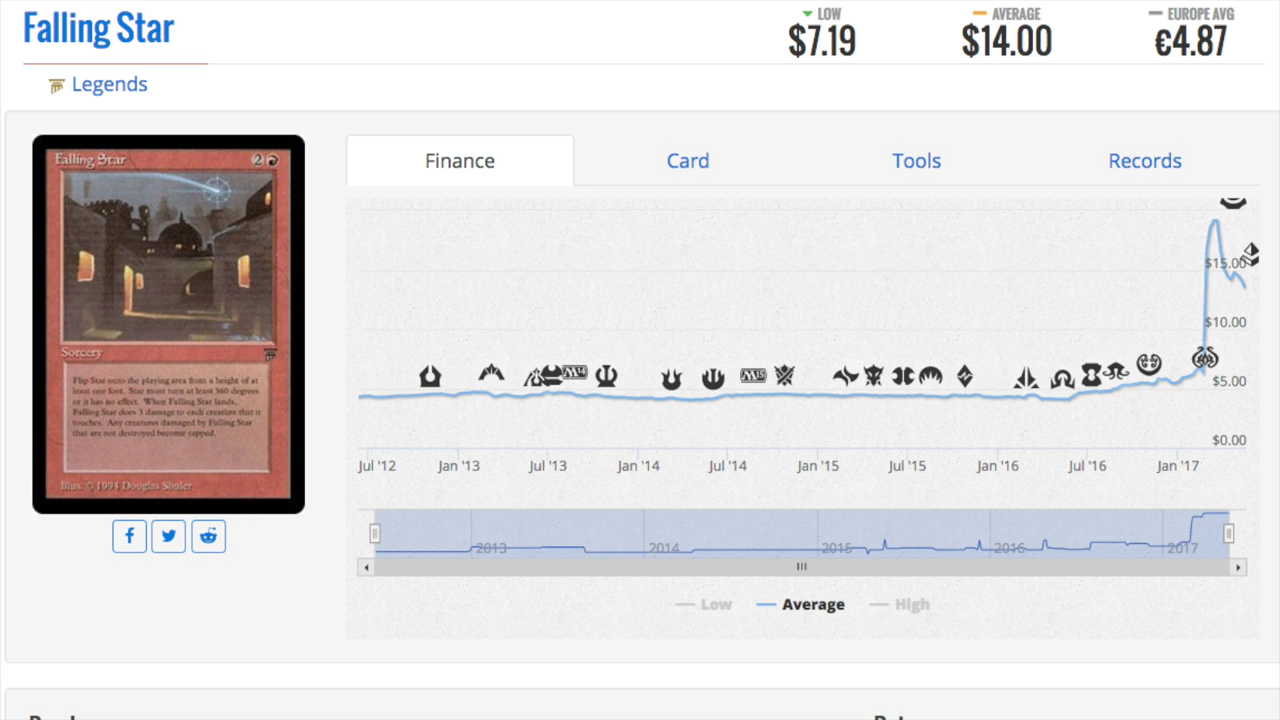 Falling Star
LOW
AVERAGE
EUROPE AVG
$7.19
$14.00
€4.87
Legends
Falling Star
2
Sorcery
Flip Star onto the playing area from a height of at
least one foot. Star must turn at least 360 degrees
or it has no effect. When Falling Star lands,
Falling Star does 3 damage to each creature that it
touches. Any creatures damaged by Falling Star
that are not destroyed become tapped.
Illus. © 1994 Douglas Shuler
Finance
Card
Tools
Records
$15.00
$10.00
$5.00
$0.00
M14
M15
Jul '12
Jan '13
Jul '13
Jan '14
Jul '14
Jan '15
Jul '15
Jan '16
Jul '16
Jan '17
2013
2014
2015
2016
2017
Low
Average
High